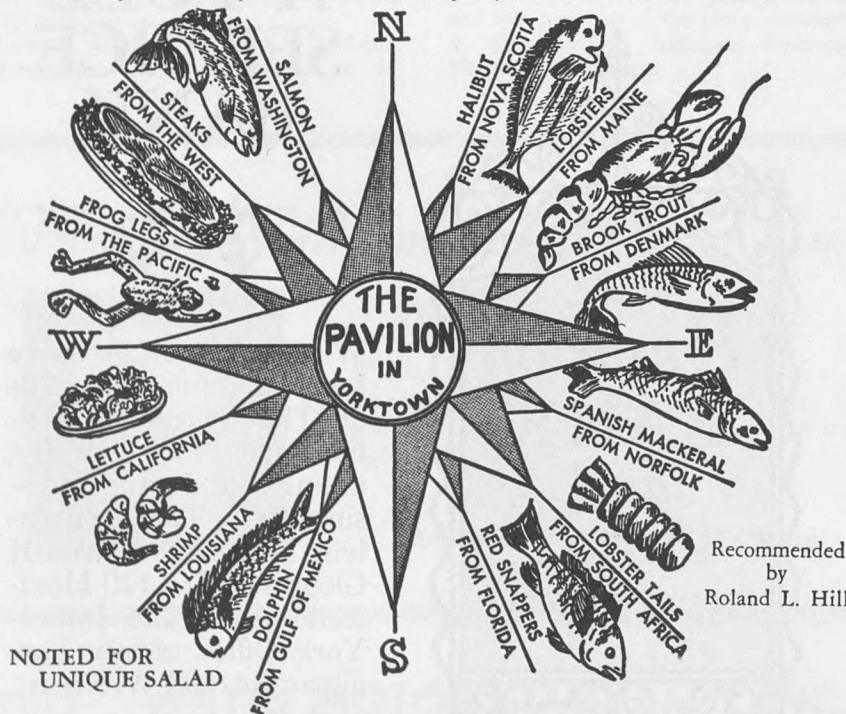 N
SALMON
FROM WASHINGTON
STEAKS
FROM THE WEST
FROG LEGS
FROM THE PACIFIC
W
LETTUCE
FROM CALIFORNIA
SHRIMP
FROM LOUISIANA
DOLPHIN
FROM GULF OF MEXICO
HALIBUT
FROM NOVA SCOTIA
LOBSTERS
FROM MAINE
BROOK TROUT
FROM DENMARK
E
SPANISH MACKERAL
FROM NORFOLK
LOBSTER TAILS
FROM SOUTH AFRICA
RED SNAPPERS
FROM FLORIDA
S
THE
PAVILION
IN
YORKTOWN
Recommended
by
Roland L. Hill
NOTED FOR
UNIQUE SALAD